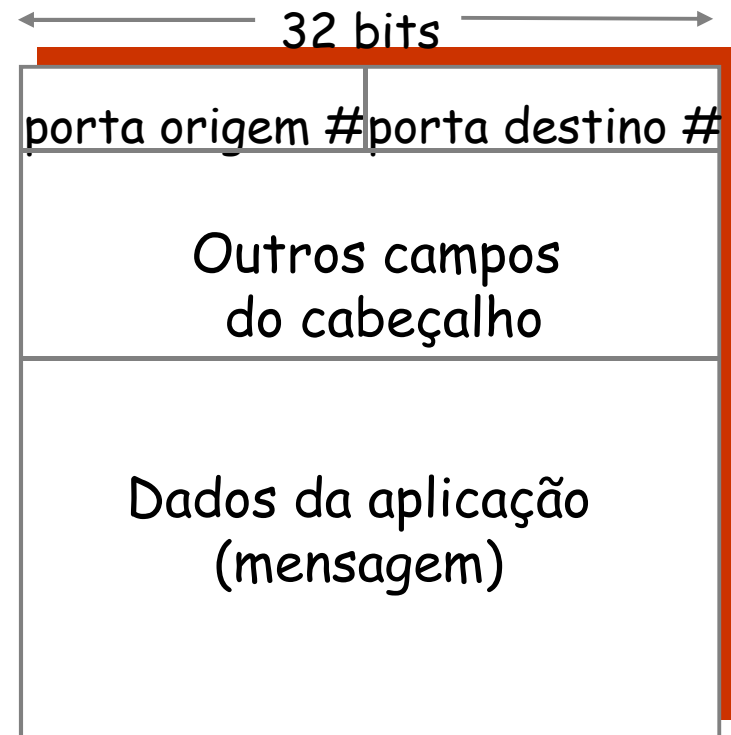 32 bits
porta origem # porta destino #
Outros campos
do cabeçalho
Dados da aplicação
(mensagem)